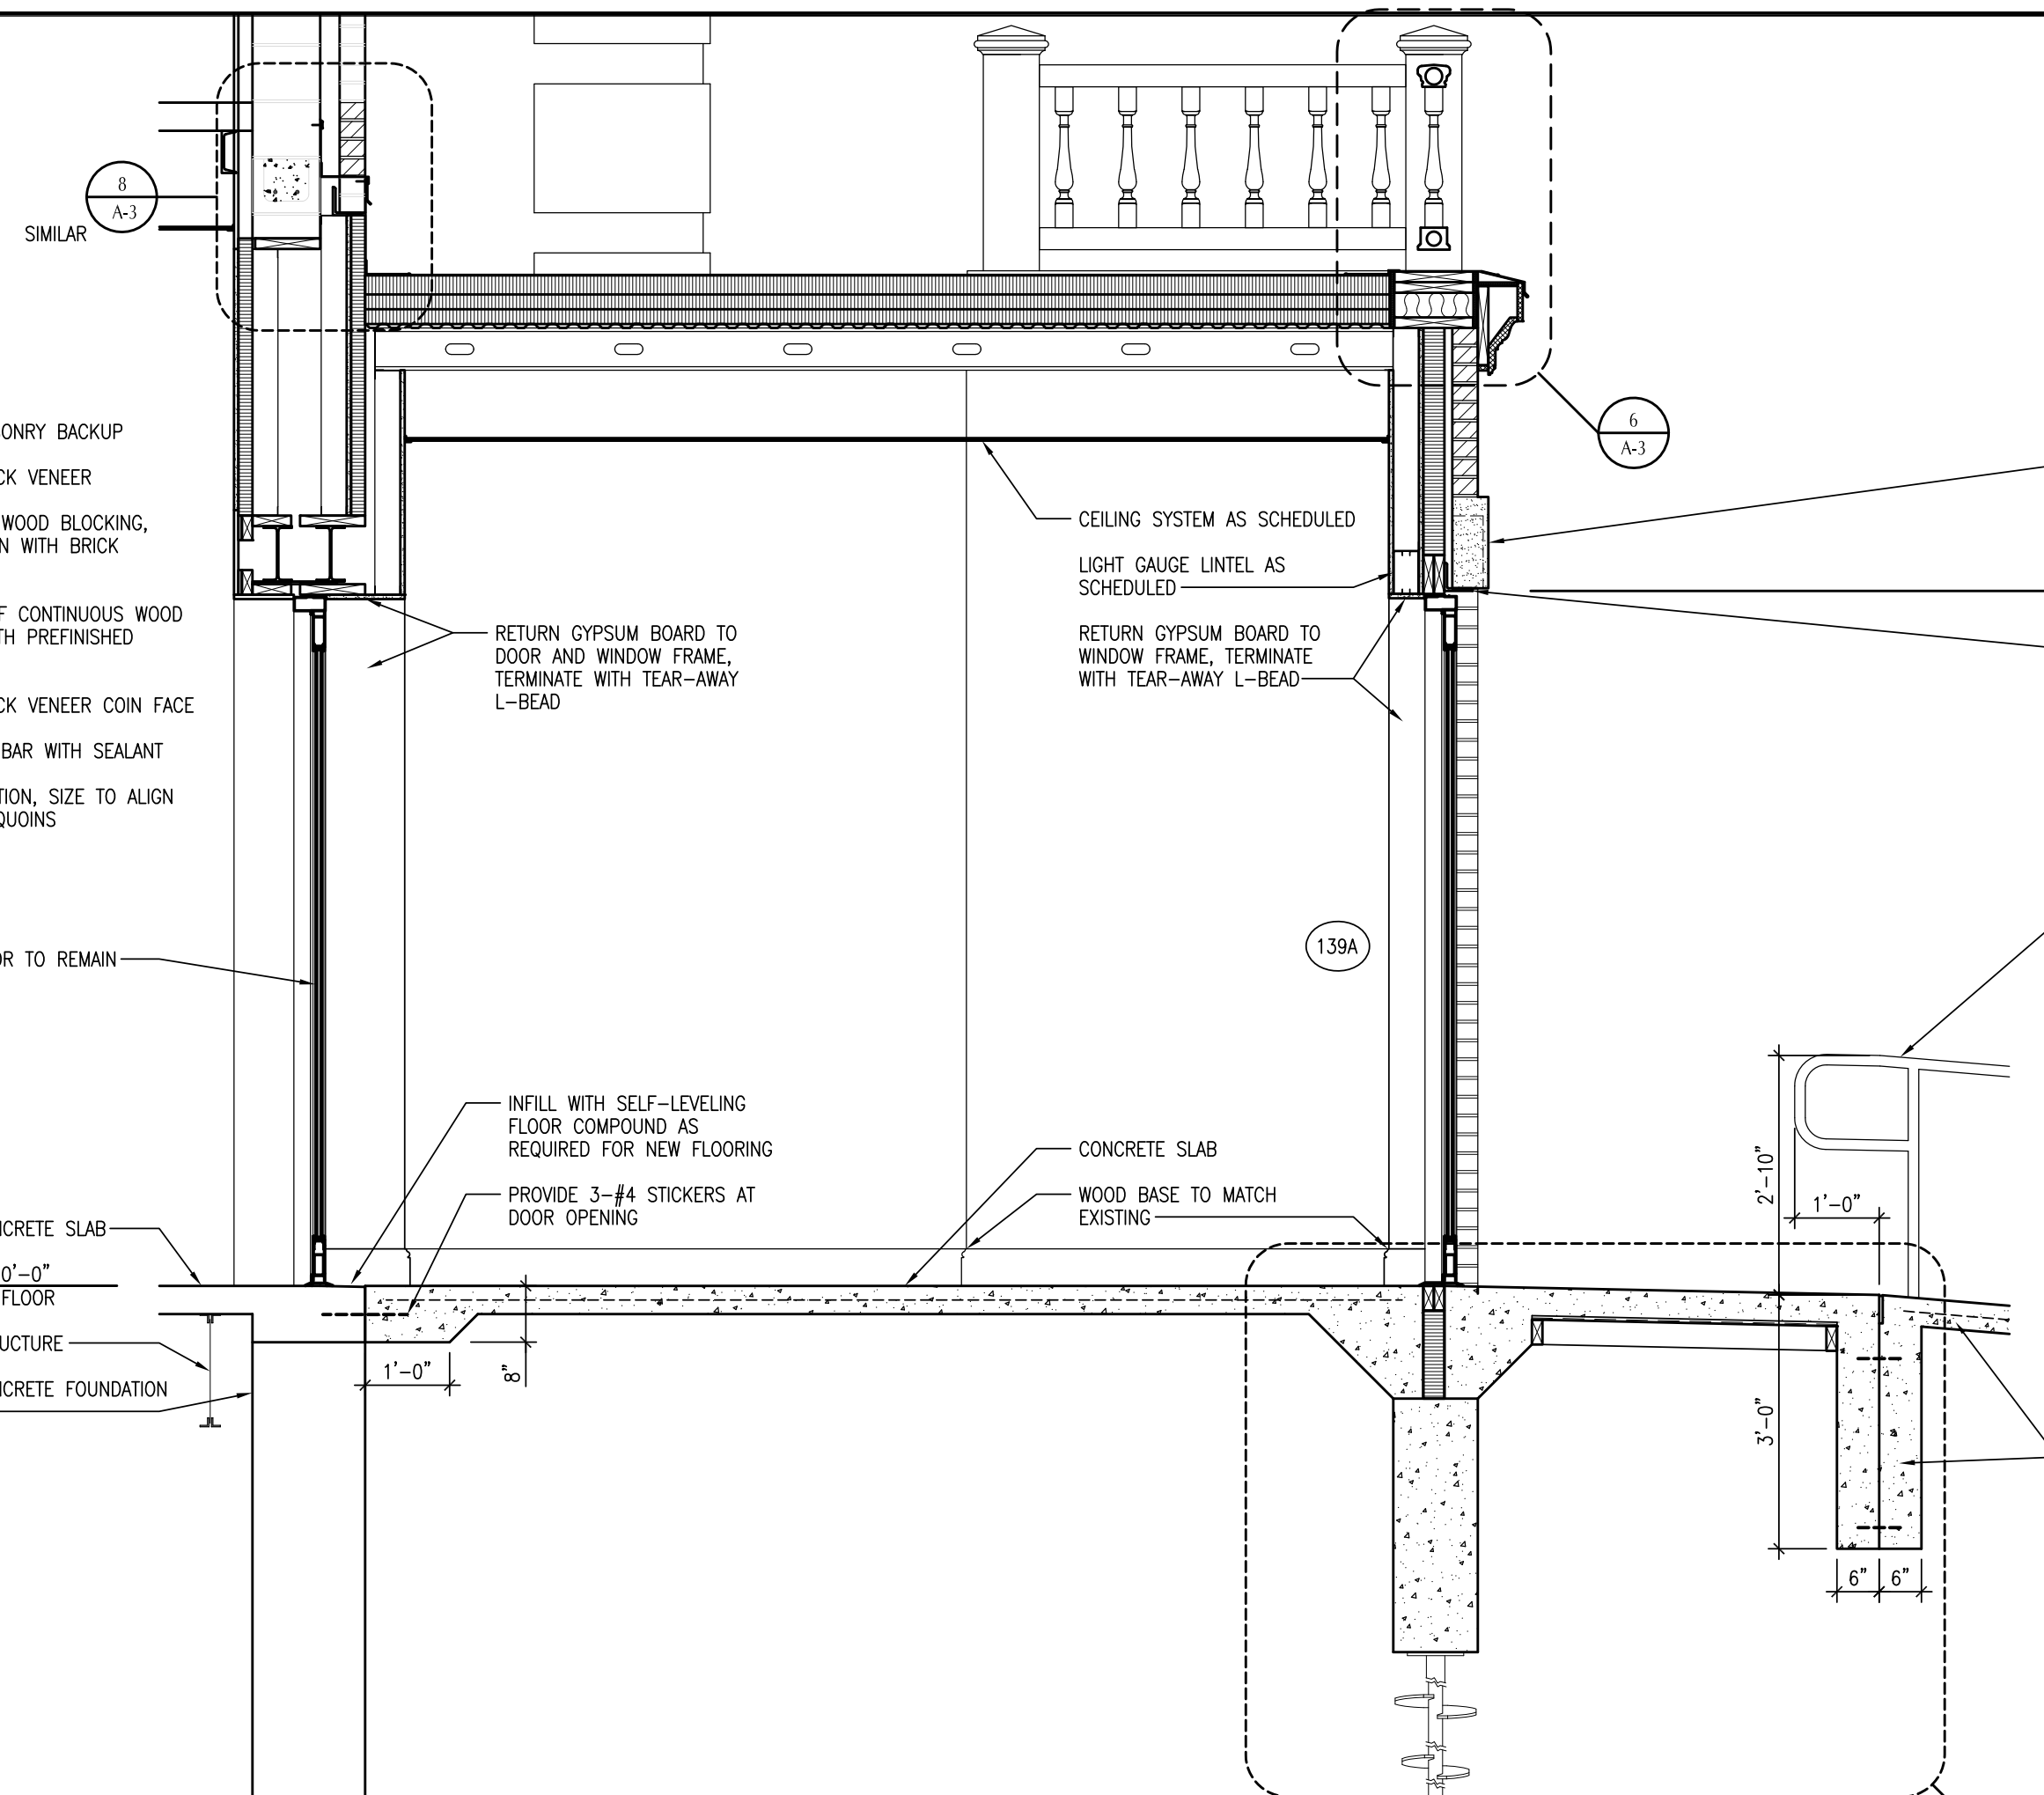 8
A-3
SIMILAR
ONRY BACKUP
CK VENEER
WOOD BLOCKING,
N WITH BRICK
F CONTINUOUS WOOD
TH PREFINISHED
CK VENEER COIN FACE
BAR WITH SEALANT
TION, SIZE TO ALIGN
QUOINS
OR TO REMAIN
NCRETE SLAB
0'-0"
FLOOR
UCTURE
NCRETE FOUNDATION
RETURN GYPSUM BOARD TO
DOOR AND WINDOW FRAME,
TERMINATE WITH TEAR-AWAY
L-BEAD
INFILL WITH SELF-LEVELING
FLOOR COMPOUND AS
REQUIRED FOR NEW FLOORING
PROVIDE 3-#4 STICKERS AT
DOOR OPENING
1'-0"
8"
CEILING SYSTEM AS SCHEDULED
LIGHT GAUGE LINTEL AS
SCHEDULED
RETURN GYPSUM BOARD TO
WINDOW FRAME, TERMINATE
WITH TEAR-AWAY L-BEAD
CONCRETE SLAB
WOOD BASE TO MATCH
EXISTING
139A
6
A-3
2'-10"
1'-0"
3'-0"
6" 6"